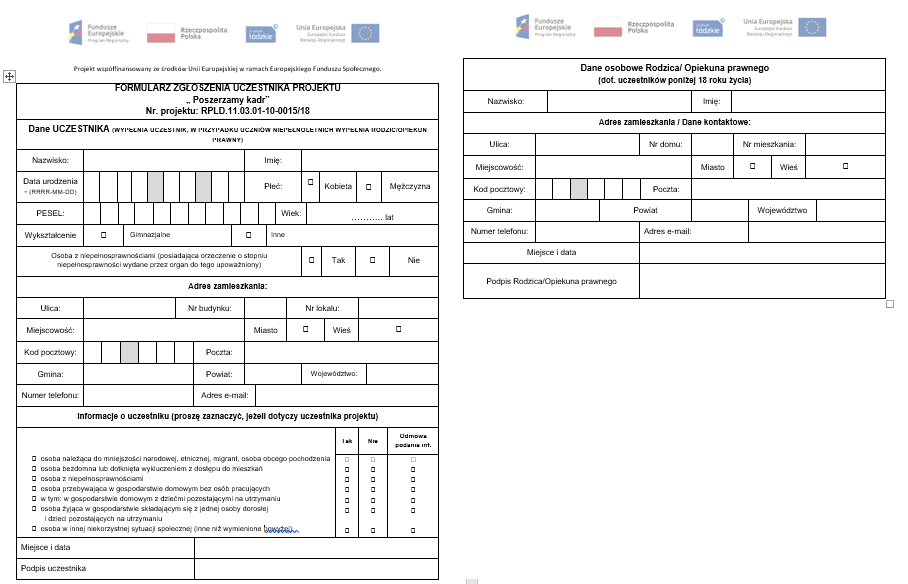 Fundusze
Europejskie
Program Regionalny
Rzeczpospolita
Polska
łódzkie
Unia Europejska
Europejski Fundusz
Rozwoju Regionalnego
Projekt współfinansowany ze środków Unii Europejskiej w ramach Europejskiego Funduszu Społecznego.
FORMULARZ ZGŁOSZENIA UCZESTNIKA PROJEKTU
„ Poszerzamy kadr”
Nr. projektu: RPLD.11.03.01-10-0015/18
Dane UCZESTNIKA (WYPEŁNIA UCZESTNIK, W PRZYPADKU UCZNIÓW NIEPEŁNOLETNICH WYPEŁNIA RODZIC/OPIEKUN
PRAWNY)
Nazwisko: Imię:
Data urodzenia
- (RRRR-MM-DD) Płeć: Kobieta Mężczyzna
PESEL: Wiek: ........... lat
Wykształcenie Gimnazjalne Inne
Osoba z niepełnosprawnościami (posiadająca orzeczenie o stopniu
niepełnosprawności wydane przez organ do tego upoważniony) Tak Nie
Adres zamieszkania:
Ulica: Nr budynku: Nr lokalu:
Miejscowość: Miasto Wieś
Kod pocztowy: Poczta:
Gmina: Powiat: Województwo:
Numer telefonu: Adres e-mail:
Informacje o uczestniku (proszę zaznaczyć, jeżeli dotyczy uczestnika projektu)
Tak Nie Odmowa
podania inf.
osoba należąca do mniejszości narodowej, etnicznej, migrant, osoba obcego pochodzenia
osoba bezdomna lub dotknięta wykluczeniem z dostępu do mieszkań
osoba z niepełnosprawnościami
osoba przebywająca w gospodarstwie domowym bez osób pracujących
w tym: w gospodarstwie domowym z dziećmi pozostającymi na utrzymaniu
osoba żyjąca w gospodarstwie składającym się z jednej osoby dorosłej
i dzieci pozostających na utrzymaniu
osoba w innej niekorzystnej sytuacji społecznej (inne niż wymienione powyżej)
Miejsce i data
Podpis uczestnika
Fundusze
Europejskie
Program Regionalny
Rzeczpospolita
Polska
łódzkie
Unia Europejska
Europejski Fundusz
Rozwoju Regionalnego
Dane osobowe Rodzica/ Opiekuna prawnego
(dot. uczestników poniżej 18 roku życia)
Nazwisko: Imię:
Adres zamieszkania / Dane kontaktowe:
Ulica: Nr domu: Nr mieszkania:
Miejscowość: Miasto Wieś
Kod pocztowy: Poczta:
Gmina: Powiat Województwo
Numer telefonu: Adres e-mail:
Miejsce i data
Podpis Rodzica/Opiekuna prawnego